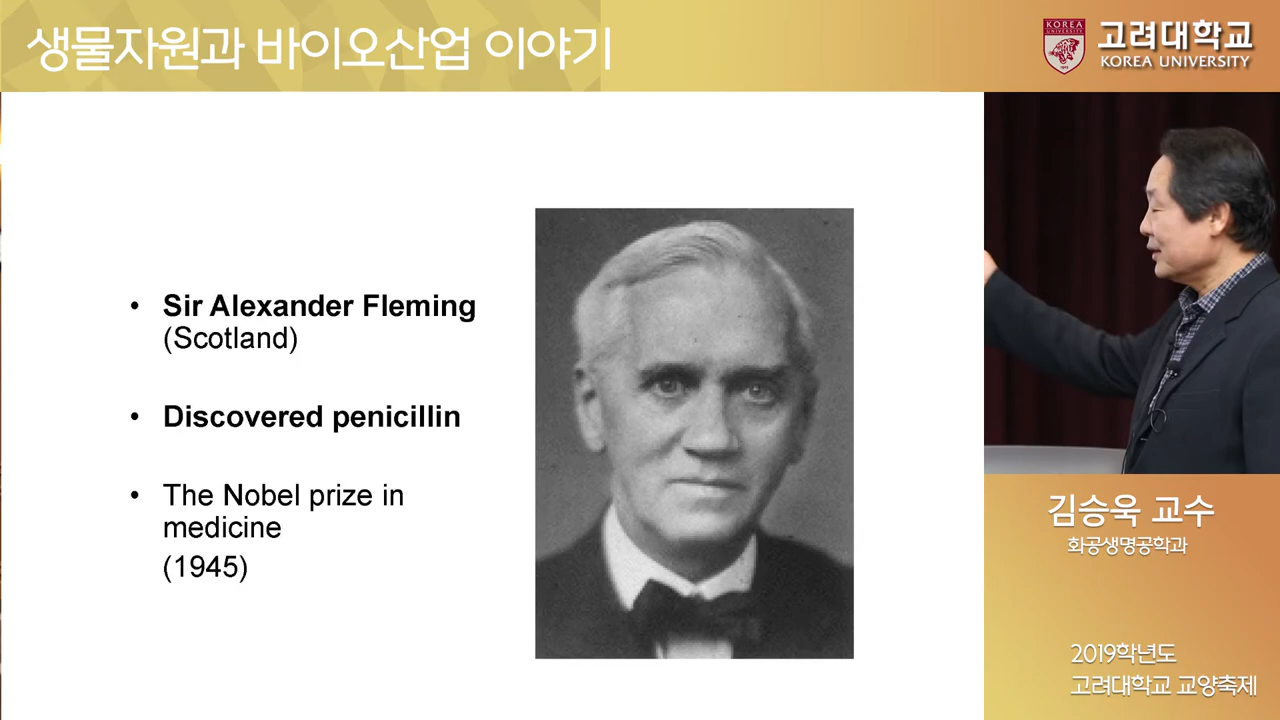 생물자원과 바이오산업 이야기
KOREA
UNIVERSITY
1905
고려대학교
KOREA UNIVERSITY
• Sir Alexander Fleming
(Scotland)
• Discovered penicillin
• The Nobel prize in
medicine
(1945)
김승욱 교수
화공생명공학과
2019학년도
고려대학교 교양축제